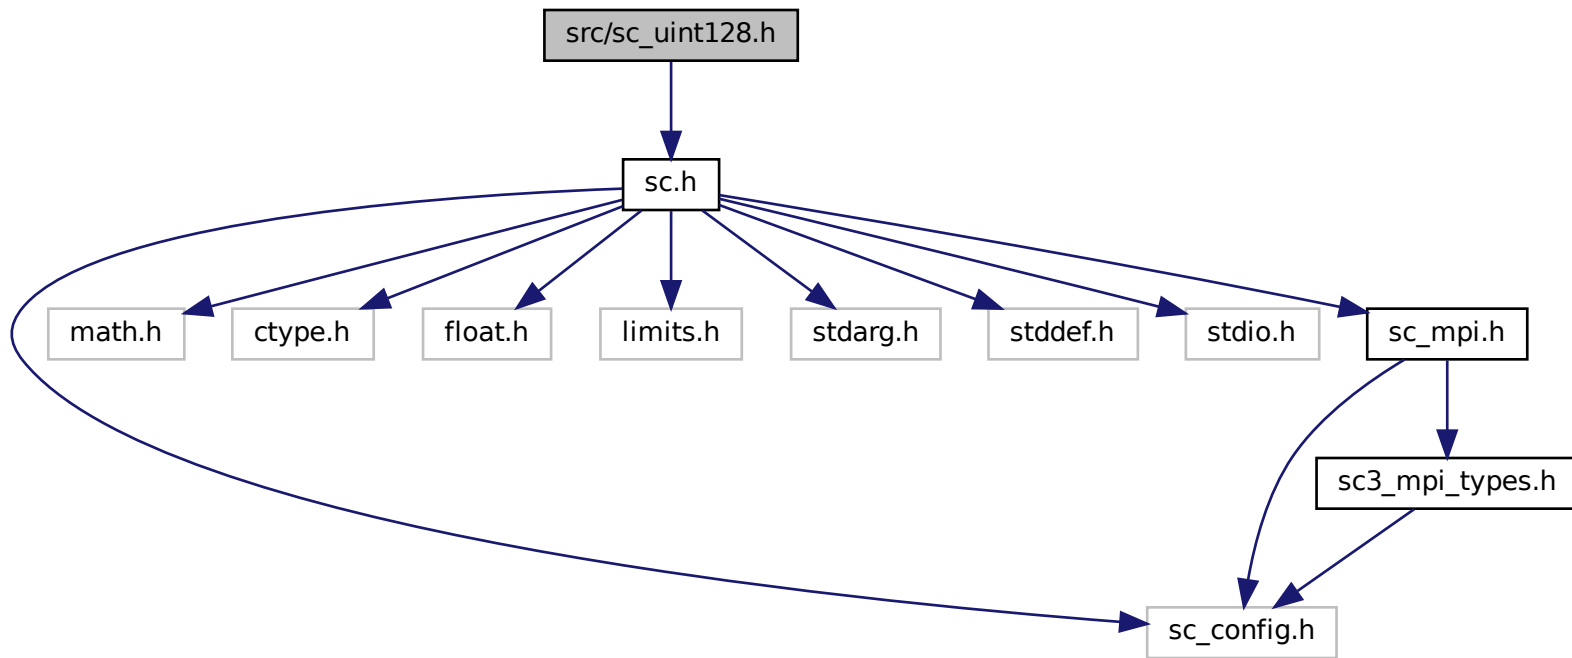 src/sc_uint128.h
sc.h
math.h
ctype.h
float.h
limits.h
stdarg.h
stddef.h
stdio.h
sc_mpi.h
sc3_mpi_types.h
sc_config.h